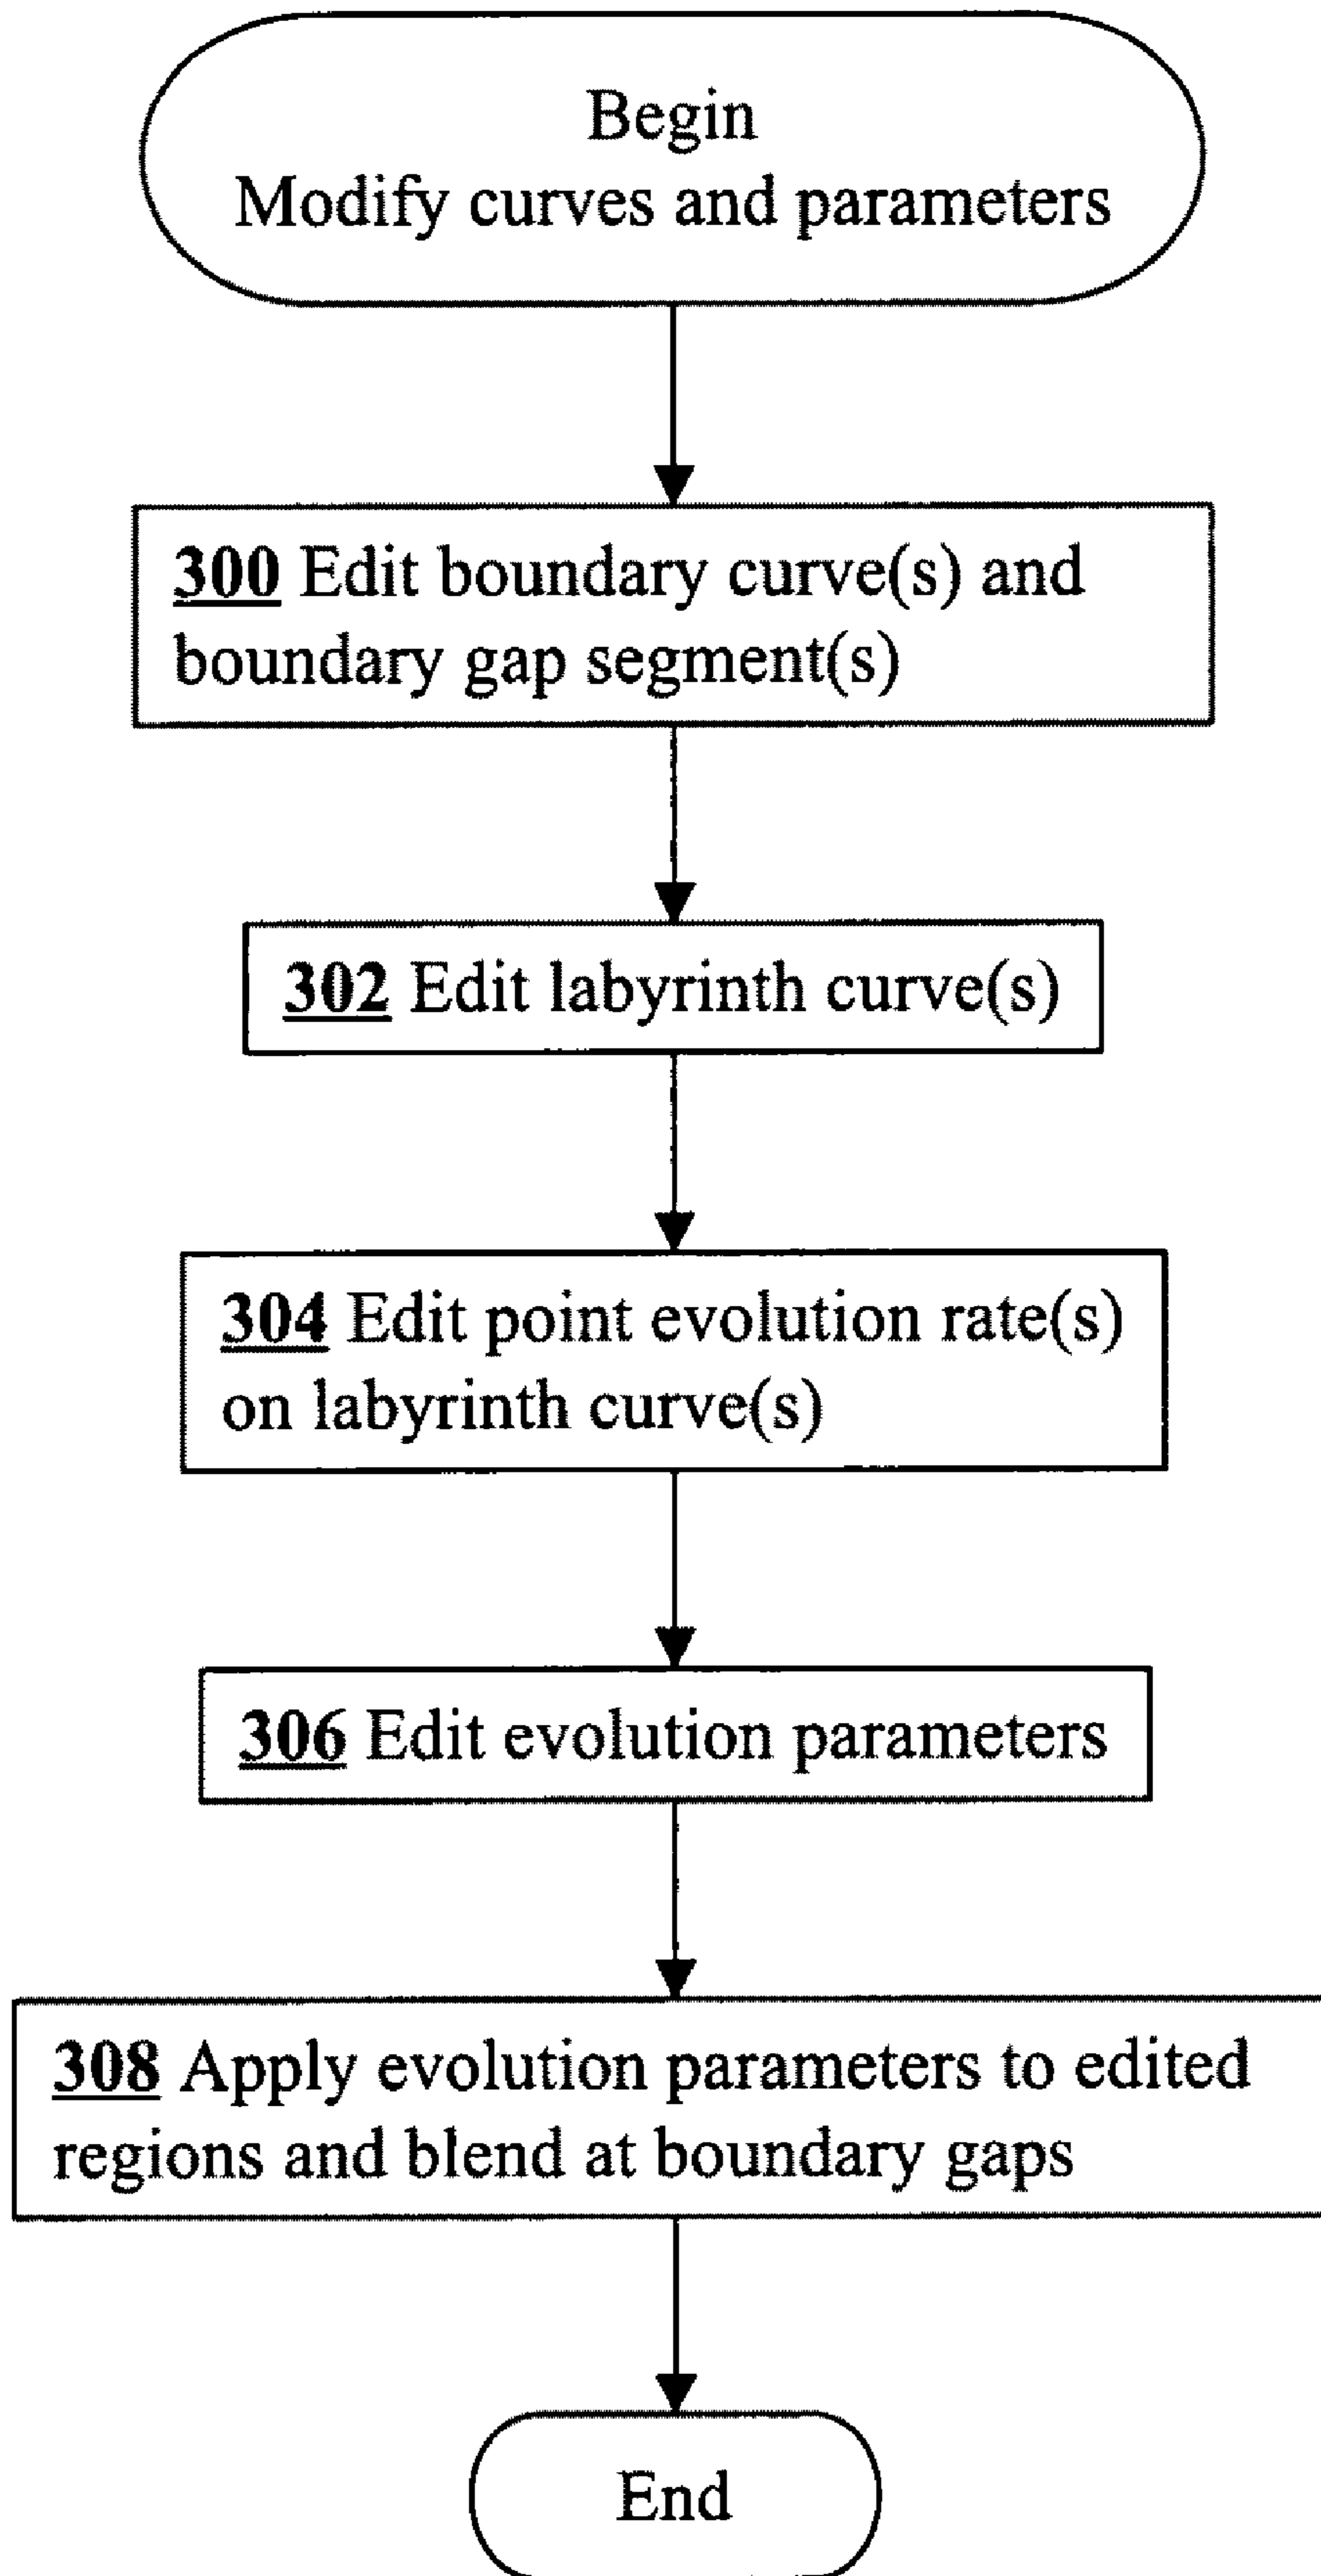 Begin
Modify curves and parameters
300 Edit boundary curve(s) and
boundary gap segment(s)
302 Edit labyrinth curve(s)
304 Edit point evolution rate(s)
on labyrinth curve(s)
306 Edit evolution parameters
308 Apply evolution parameters to edited
regions and blend at boundary gaps
End